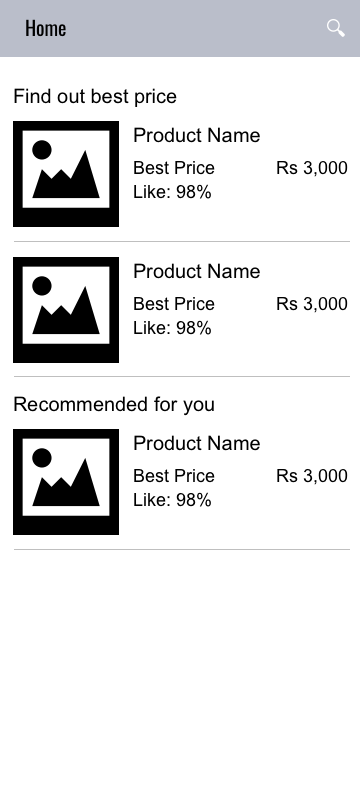 Home
Find out best price
Product Name
Best Price Rs 3,000
Like: 98%
Product Name
Best Price Rs 3,000
Like: 98%
Recommended for you
Product Name
Best Price Rs 3,000
Like: 98%